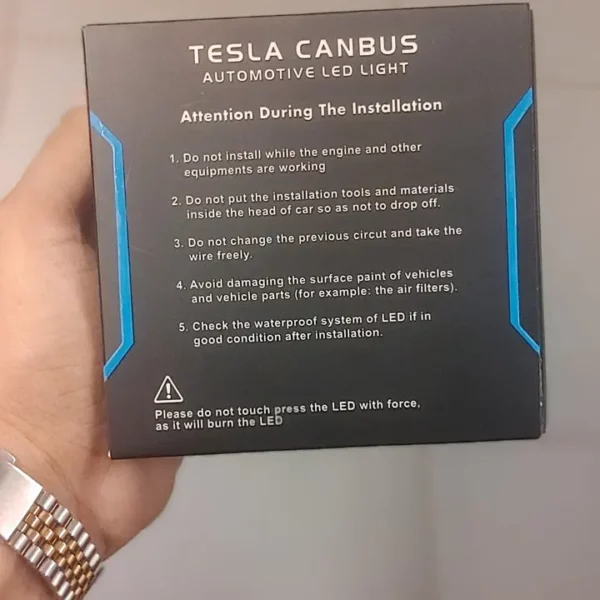 TESLA CANBUS
AUTOMOTIVE LED LIGHT
Attention During The Installation
1. Do not install while the engine and other
equipments are working
2. Do not put the installation tools and materials
inside the head of car so as not to drop off.
3. Do not change the previous circut and take the
wire freely.
4. Avoid damaging the surface paint of vehicles
and vehicle parts (for example: the air filters).
5. Check the waterproof system of LED if in
good condition after installation.
Please do not touch press the LED with force,
as it will burn the LED